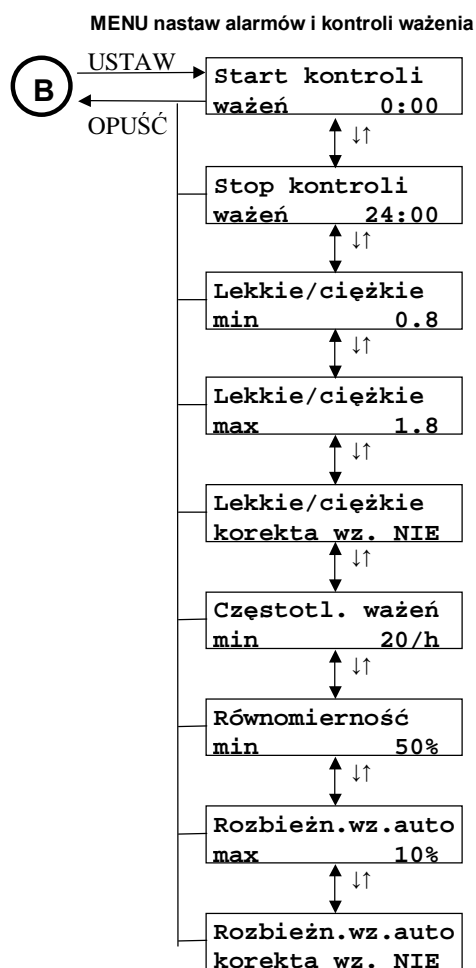 MENU nastaw alarmów i kontroli ważenia
USTAW
B
OPUŚĆ
Start kontroli
ważeń 0:00
↓↑
Stop kontroli
ważeń 24:00
↓↑
Lekkie/ciężkie
min 0.8
↓↑
Lekkie/ciężkie
max 1.8
↓↑
Lekkie/ciężkie
korekta wz. NIE
↓↑
Częstotl. ważeń
min 20/h
↓↑
Równomierność
min 50%
↓↑
Rozbieżn.wz.auto
max 10%
↓↑
Rozbieżn.wz.auto
korekta wz. NIE